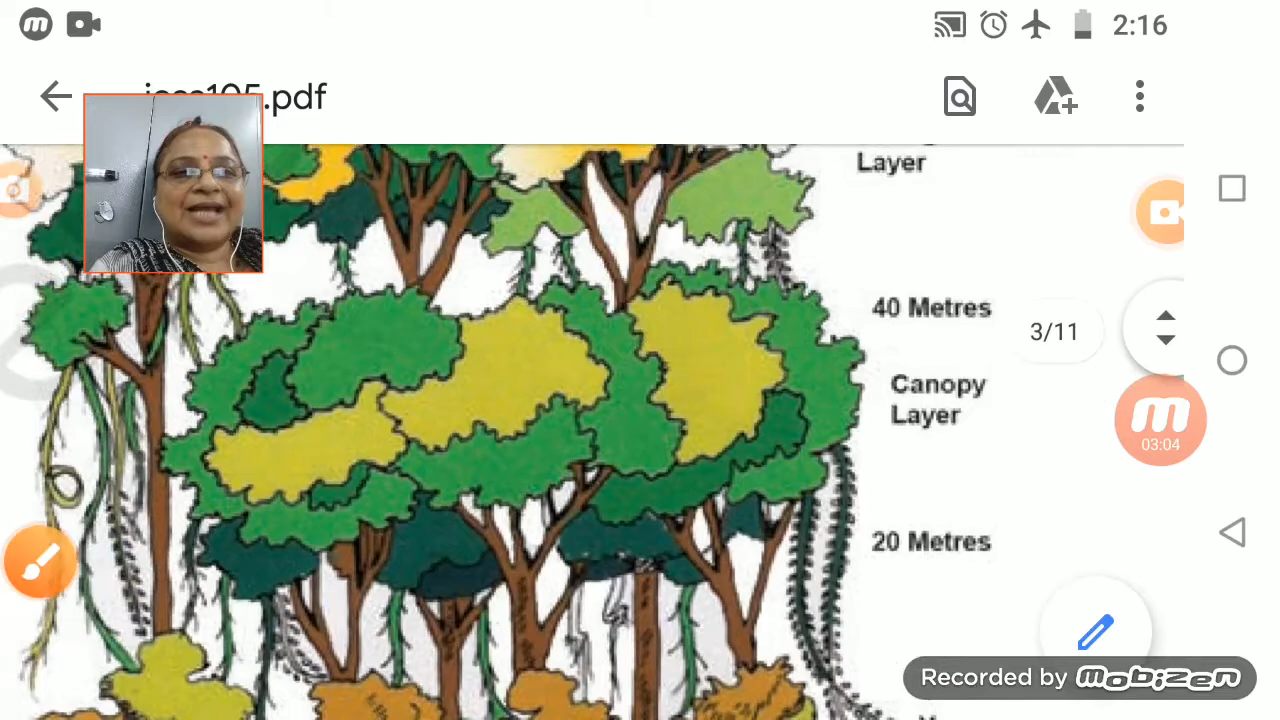 2:16
.pdf
Layer
40 Metres
3/11
Canopy
Layer
03:04
20 Metres
Recorded by mobizen